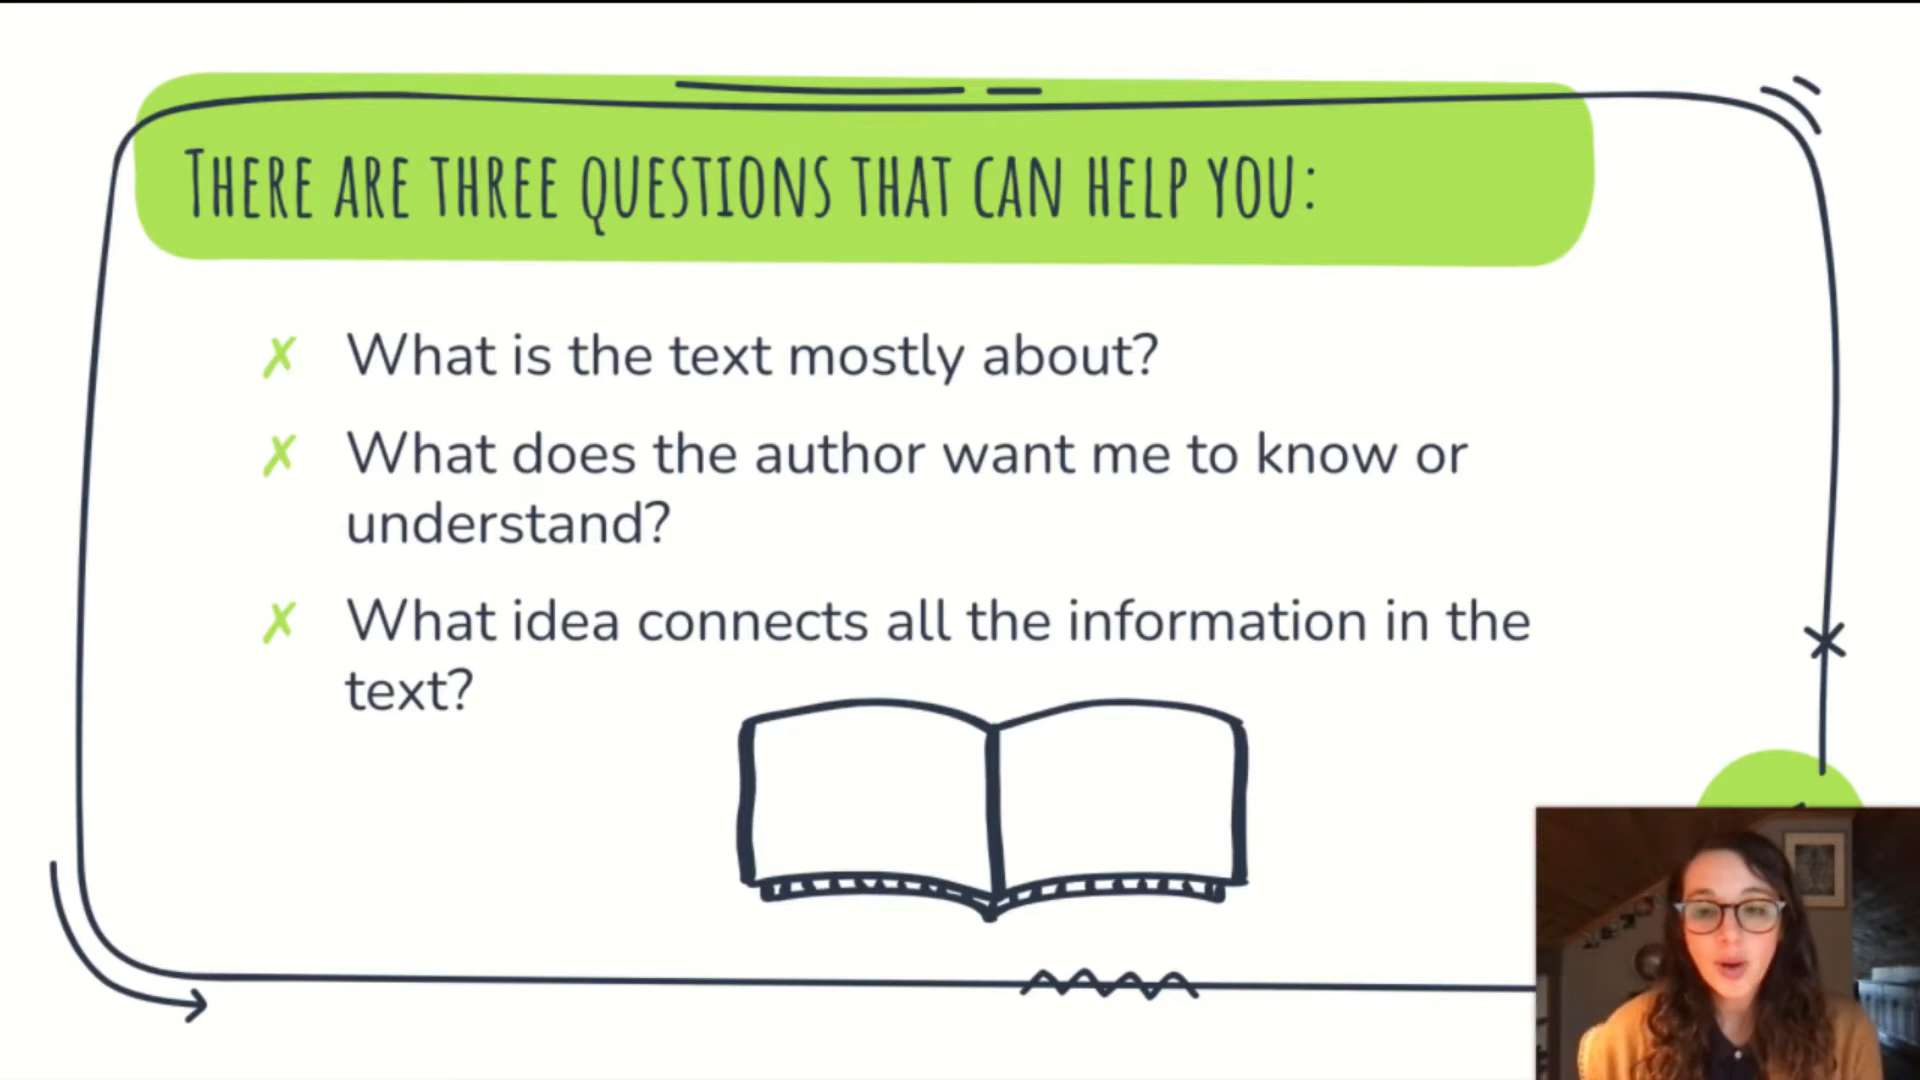 There are three questions that can help you:
✗ What is the text mostly about?
✗ What does the author want me to know or
understand?
✗ What idea connects all the information in the
text?